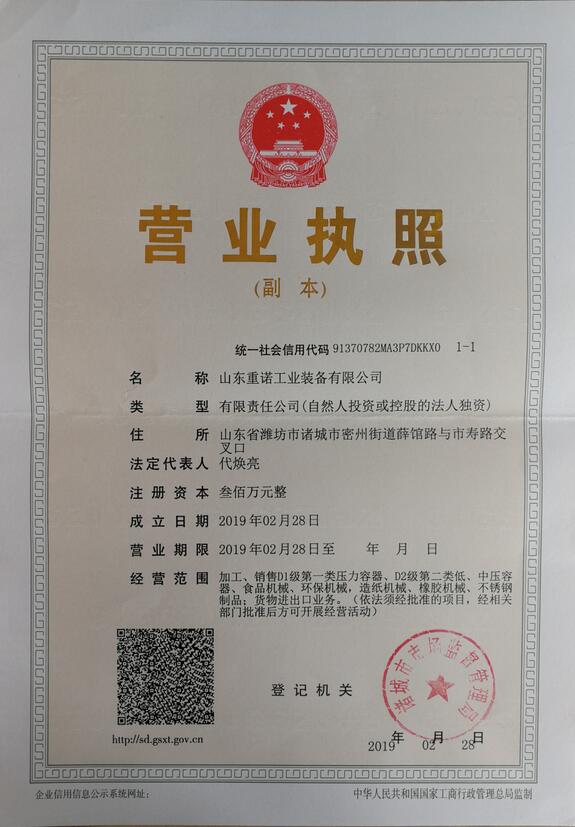 营业执照
(副 本)
统一社会信用代码 91370782MA3P7DKKX0 1-1
名 称 山东重诺工业装备有限公司
类 型 有限责任公司(自然人投资或控股的法人独资)
住 所 山东省潍坊市诸城市密州街道薛馆路与市寿路交
叉口
法定代表人 代焕亮
注册资本 叁佰万元整
成立日期 2019年02月28日
营业期限 2019年02月28日至 年 月 日
经营范围 加工、销售D1级第一类压力容器、D2级第二类低、中压容
器、食品机械、环保机械,造纸机械、橡胶机械、不锈钢
制品;货物进出口业务。(依法须经批准的项目,经相关
部门批准后方可开展经营活动)
登记机关
诸城市市场监督管理局
http://sd.gsxt.gov.cn
2019 年 02 月 28 日
企业信用信息公示系统网址:
中华人民共和国国家工商行政管理总局监制